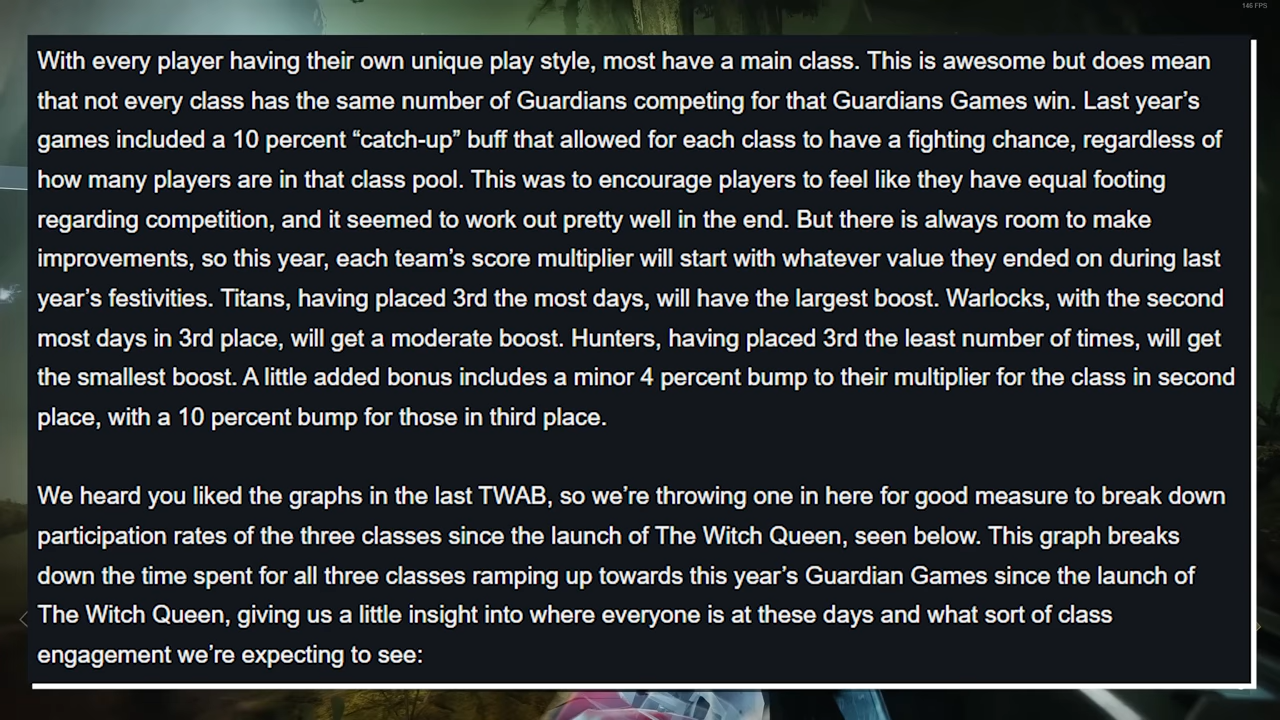 146 FPS
With every player having their own unique play style, most have a main class. This is awesome but does mean
that not every class has the same number of Guardians competing for that Guardians Games win. Last year’s
games included a 10 percent “catch-up” buff that allowed for each class to have a fighting chance, regardless of
how many players are in that class pool. This was to encourage players to feel like they have equal footing
regarding competition, and it seemed to work out pretty well in the end. But there is always room to make
improvements, so this year, each team’s score multiplier will start with whatever value they ended on during last
year’s festivities. Titans, having placed 3rd the most days, will have the largest boost. Warlocks, with the second
most days in 3rd place, will get a moderate boost. Hunters, having placed 3rd the least number of times, will get
the smallest boost. A little added bonus includes a minor 4 percent bump to their multiplier for the class in second
place, with a 10 percent bump for those in third place.
We heard you liked the graphs in the last TWAB, so we’re throwing one in here for good measure to break down
participation rates of the three classes since the launch of The Witch Queen, seen below. This graph breaks
down the time spent for all three classes ramping up towards this year’s Guardian Games since the launch of
The Witch Queen, giving us a little insight into where everyone is at these days and what sort of class
engagement we’re expecting to see: